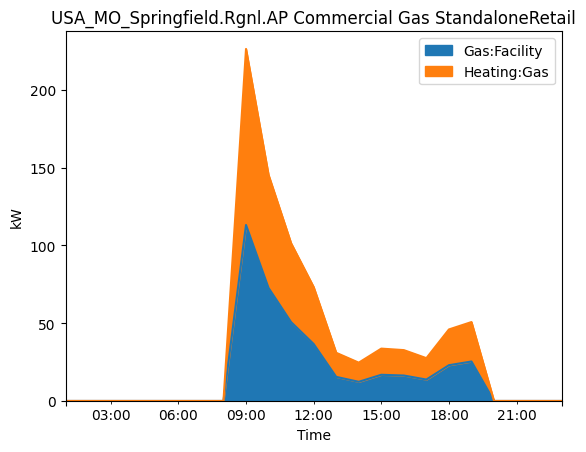 USA_MO_Springfield.Rgnl.AP Commercial Gas StandaloneRetail
Gas:Facility
Heating:Gas
kW
200
150
100
50
0
03:00 06:00 09:00 12:00 15:00 18:00 21:00
Time